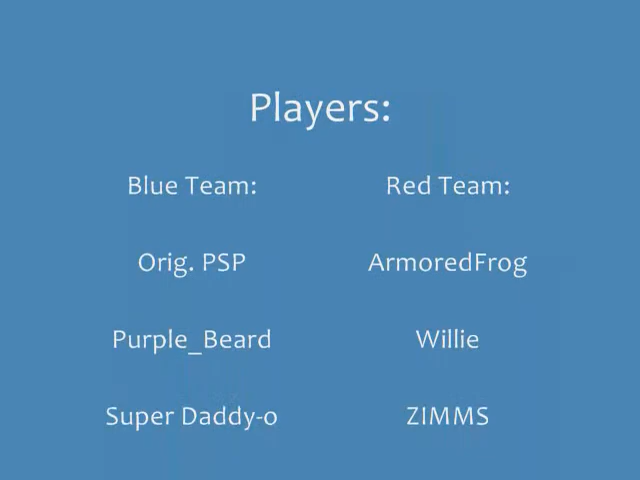 Players:
Blue Team: Red Team:
Orig. PSP ArmoredFrog
Purple_Beard Willie
Super Daddy-o ZIMMS